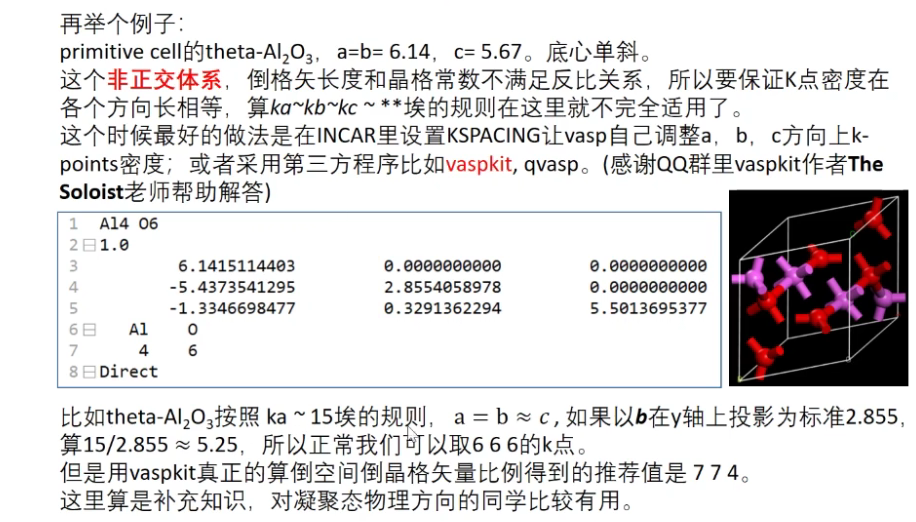 再举个例子：
primitive cell的theta-Al₂O₃，a=b= 6.14，c= 5.67。底心单斜。
这个非正交体系，倒格矢长度和晶格常数不满足反比关系，所以要保证K点密度在
各个方向长相等，算ka~kb~kc ~ **埃的规则在这里就不完全适用了。
这个时候最好的做法是在INCAR里设置KSPACING让vasp自己调整a，b，c方向上k-
points密度；或者采用第三方程序比如vaspkit, qvasp。(感谢QQ群里vaspkit作者The
Soloist老师帮助解答)
1 Al4 O6
2 1.0
3 6.1415114403 0.0000000000 0.0000000000
4 -5.4373541295 2.8554058978 0.0000000000
5 -1.3346698477 0.3291362294 5.5013695377
6 Al O
7 4 6
8 Direct
比如theta-Al₂O₃按照 ka ~ 15埃的规则，a = b ≈ c, 如果以b在y轴上投影为标准2.855，
算15/2.855 ≈ 5.25，所以正常我们可以取6 6 6的k点。
但是用vaspkit真正的算倒空间倒晶格矢量比例得到的推荐值是 7 7 4。
这里算是补充知识，对凝聚态物理方向的同学比较有用。